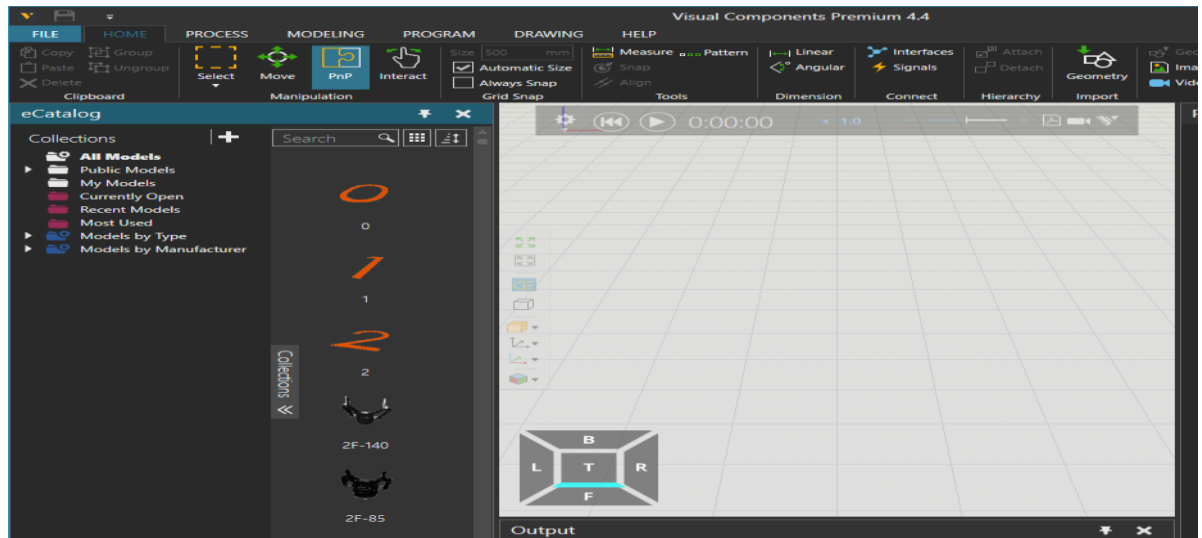 Visual Components Premium 4.4
FILE HOME PROCESS MODELING PROGRAM DRAWING HELP
Copy Group Size 500 mm Measure Pattern Linear Interfaces Attach
Paste Ungroup Select Move PnP Interact Automatic Size Snap Angular Signals Detach Geometry
Delete Always Snap Align
Clipboard Manipulation Grid Snap Tools Dimension Connect Hierarchy Import
eCatalog
Collections
Search
0:00:00 1.0
All Models
Public Models
My Models
Currently Open
Recent Models
Most Used
Models by Type
Models by Manufacturer
0
1
2
Collections
2F-140
2F-85
B
L T R
F
Output